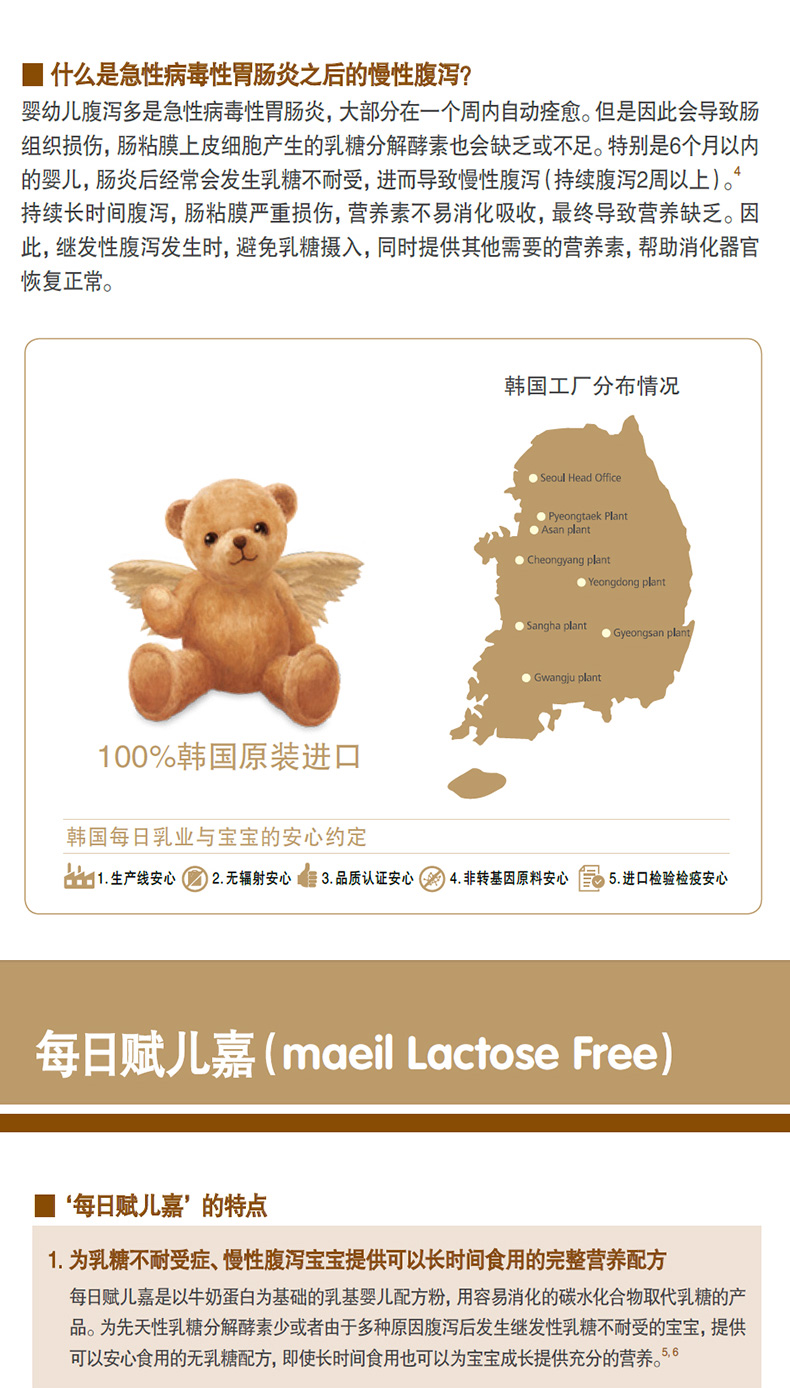 ■ 什么是急性病毒性胃肠炎之后的慢性腹泻?
婴幼儿腹泻多是急性病毒性胃肠炎, 大部分在一个周内自动痊愈。但是因此会导致肠
组织损伤, 肠粘膜上皮细胞产生的乳糖分解酵素也会缺乏或不足。特别是6个月以内
的婴儿, 肠炎后经常会发生乳糖不耐受, 进而导致慢性腹泻(持续腹泻2周以上)。4
持续长时间腹泻, 肠粘膜严重损伤, 营养素不易消化吸收, 最终导致营养缺乏。因
此, 继发性腹泻发生时, 避免乳糖摄入, 同时提供其他需要的营养素, 帮助消化器官
恢复正常。
韩国工厂分布情况
Seoul Head Office
Pyeongtaek Plant
Asan plant
Cheongyang plant
Yeongdong plant
Sangha plant
Gyeongsan plant
Gwangju plant
100%韩国原装进口
韩国每日乳业与宝宝的安心约定
1.生产线安心 2.无辐射安心 3.品质认证安心 4.非转基因原料安心 5.进口检验检疫安心
每日赋儿嘉(maeil Lactose Free)
■ ‘每日赋儿嘉’ 的特点
1. 为乳糖不耐受症、慢性腹泻宝宝提供可以长时间食用的完整营养配方
每日赋儿嘉是以牛奶蛋白为基础的乳基婴儿配方粉, 用容易消化的碳水化合物取代乳糖的产
品。为先天性乳糖分解酵素少或者由于多种原因腹泻后发生继发性乳糖不耐受的宝宝, 提供
可以安心食用的无乳糖配方, 即使长时间食用也可以为宝宝成长提供充分的营养。5, 6